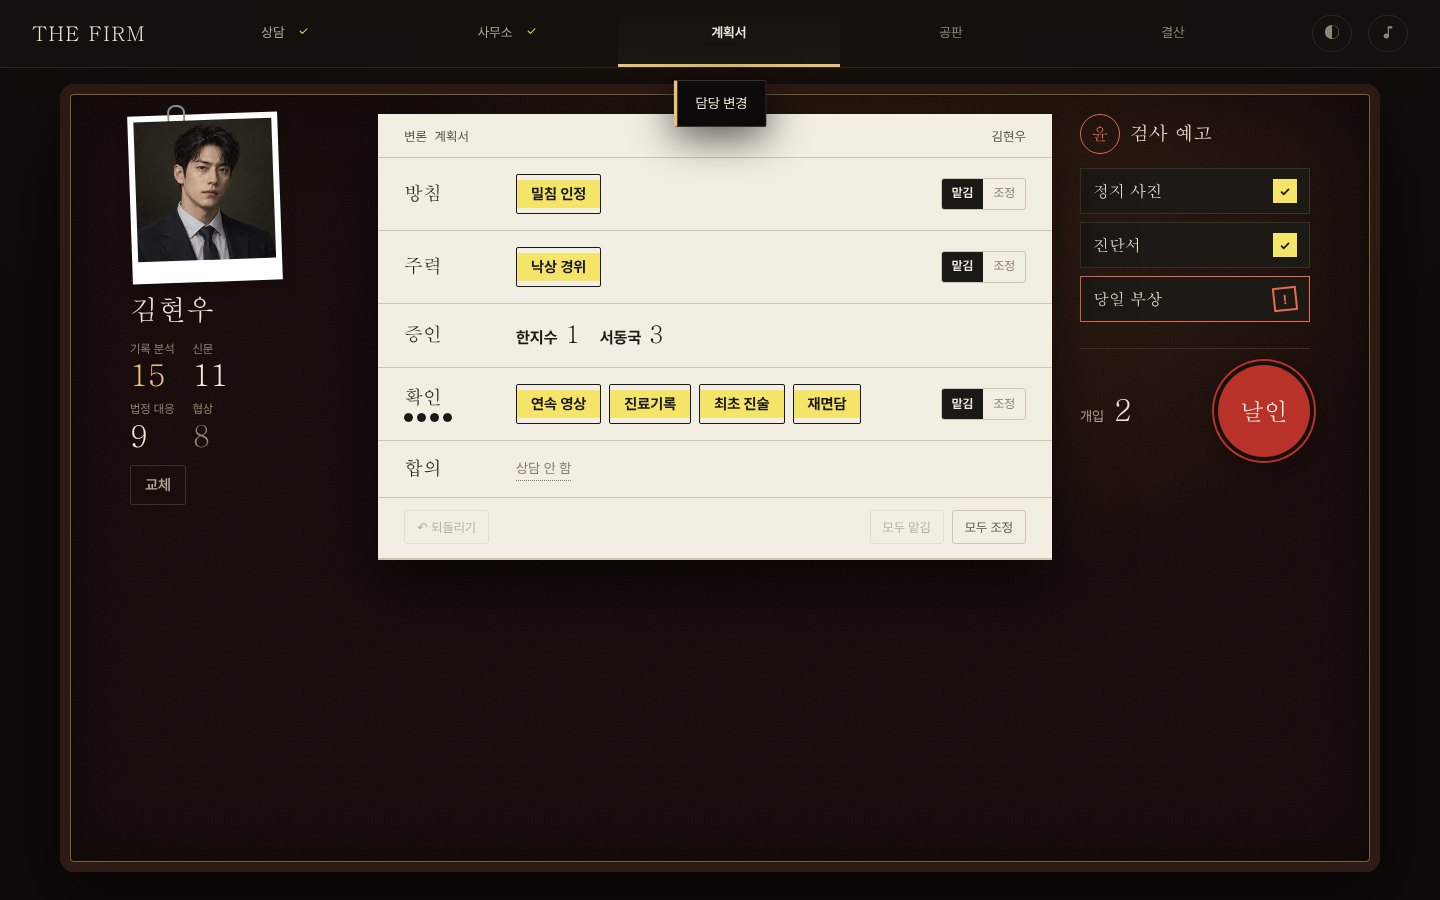 THE FIRM
상담 ✓
사무소 ✓
계획서
공판
결산
담당 변경
변론 계획서
김현우
방침
밀침 인정
맡김 조정
주력
낙상 경위
맡김 조정
증인
한지수 1 서동국 3
확인
연속 영상
진료기록
최초 진술
재면담
맡김 조정
합의
상담 안 함
↶ 되돌리기
모두 맡김
모두 조정
김현우
기록 분석 신문
15 11
법정 대응 협상
9 8
교체
윤 검사 예고
정지 사진
진단서
당일 부상 !
개입 2
날인